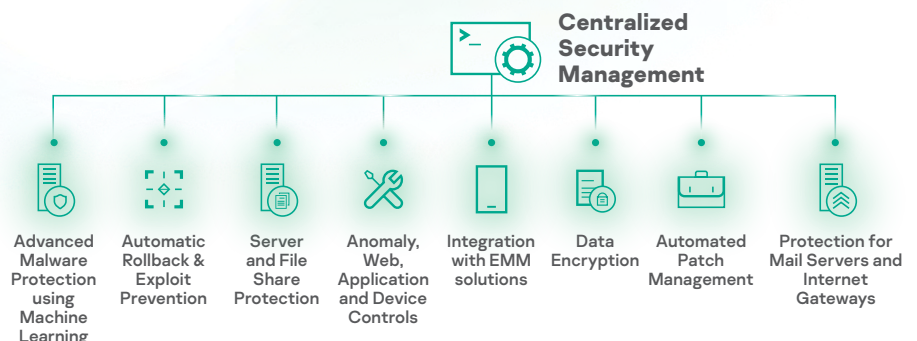 Centralized
Security
Management
Advanced
Malware
Protection
using
Machine
Learning
Automatic
Rollback &
Exploit
Prevention
Server
and File
Share
Protection
Anomaly,
Web,
Application
and Device
Controls
Integration
with EMM
solutions
Data
Encryption
Automated
Patch
Management
Protection for
Mail Servers and
Internet
Gateways